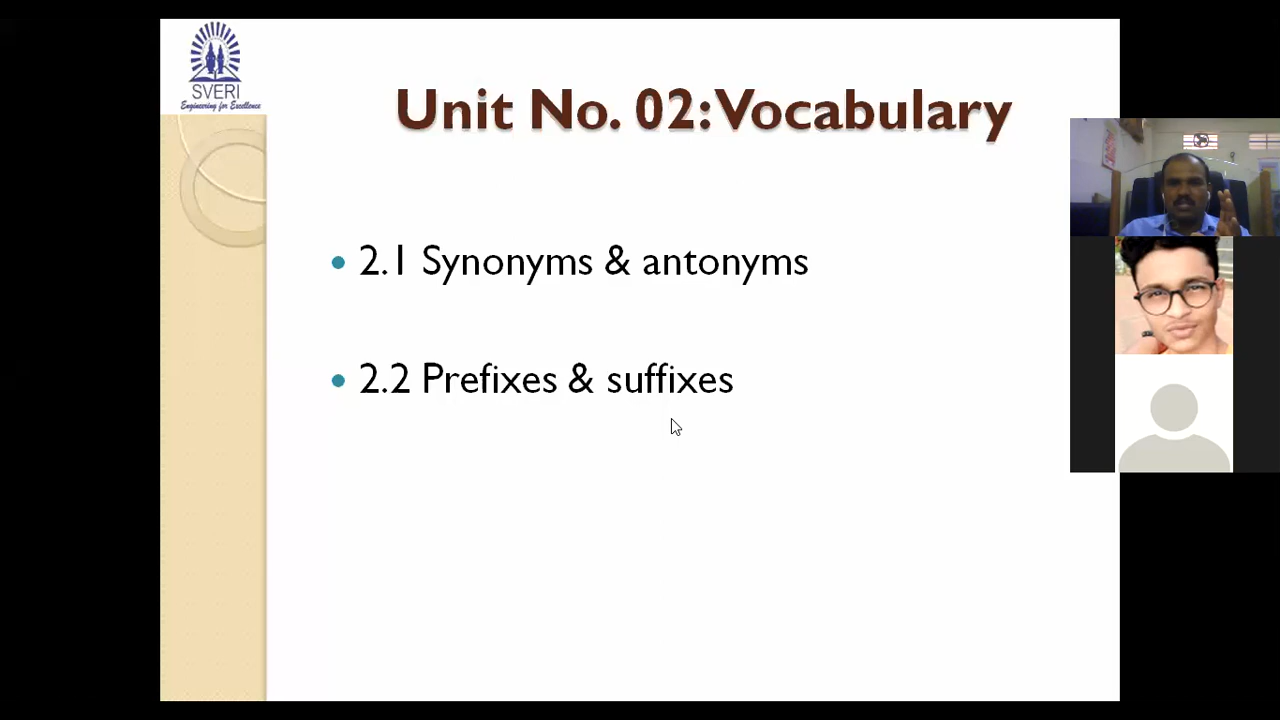 SVERI
Engineering for Excellence
Unit No. 02: Vocabulary
• 2.1 Synonyms & antonyms
• 2.2 Prefixes & suffixes